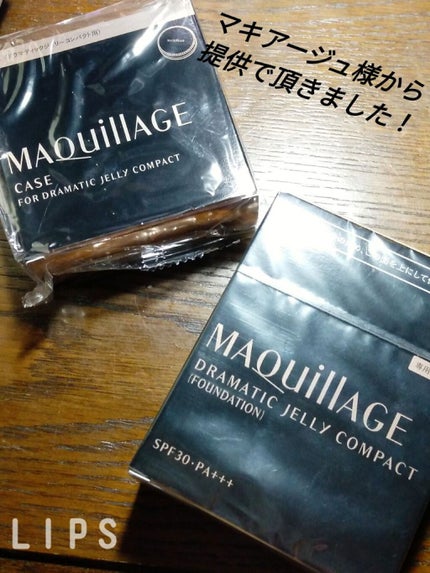 マキアージュ様から
提供で頂きました！
MAQuillAGE
CASE
FOR DRAMATIC JELLY COMPACT
MAQuillAGE
DRAMATIC JELLY COMPACT
(FOUNDATION)
SPF30・PA+++
LIPS